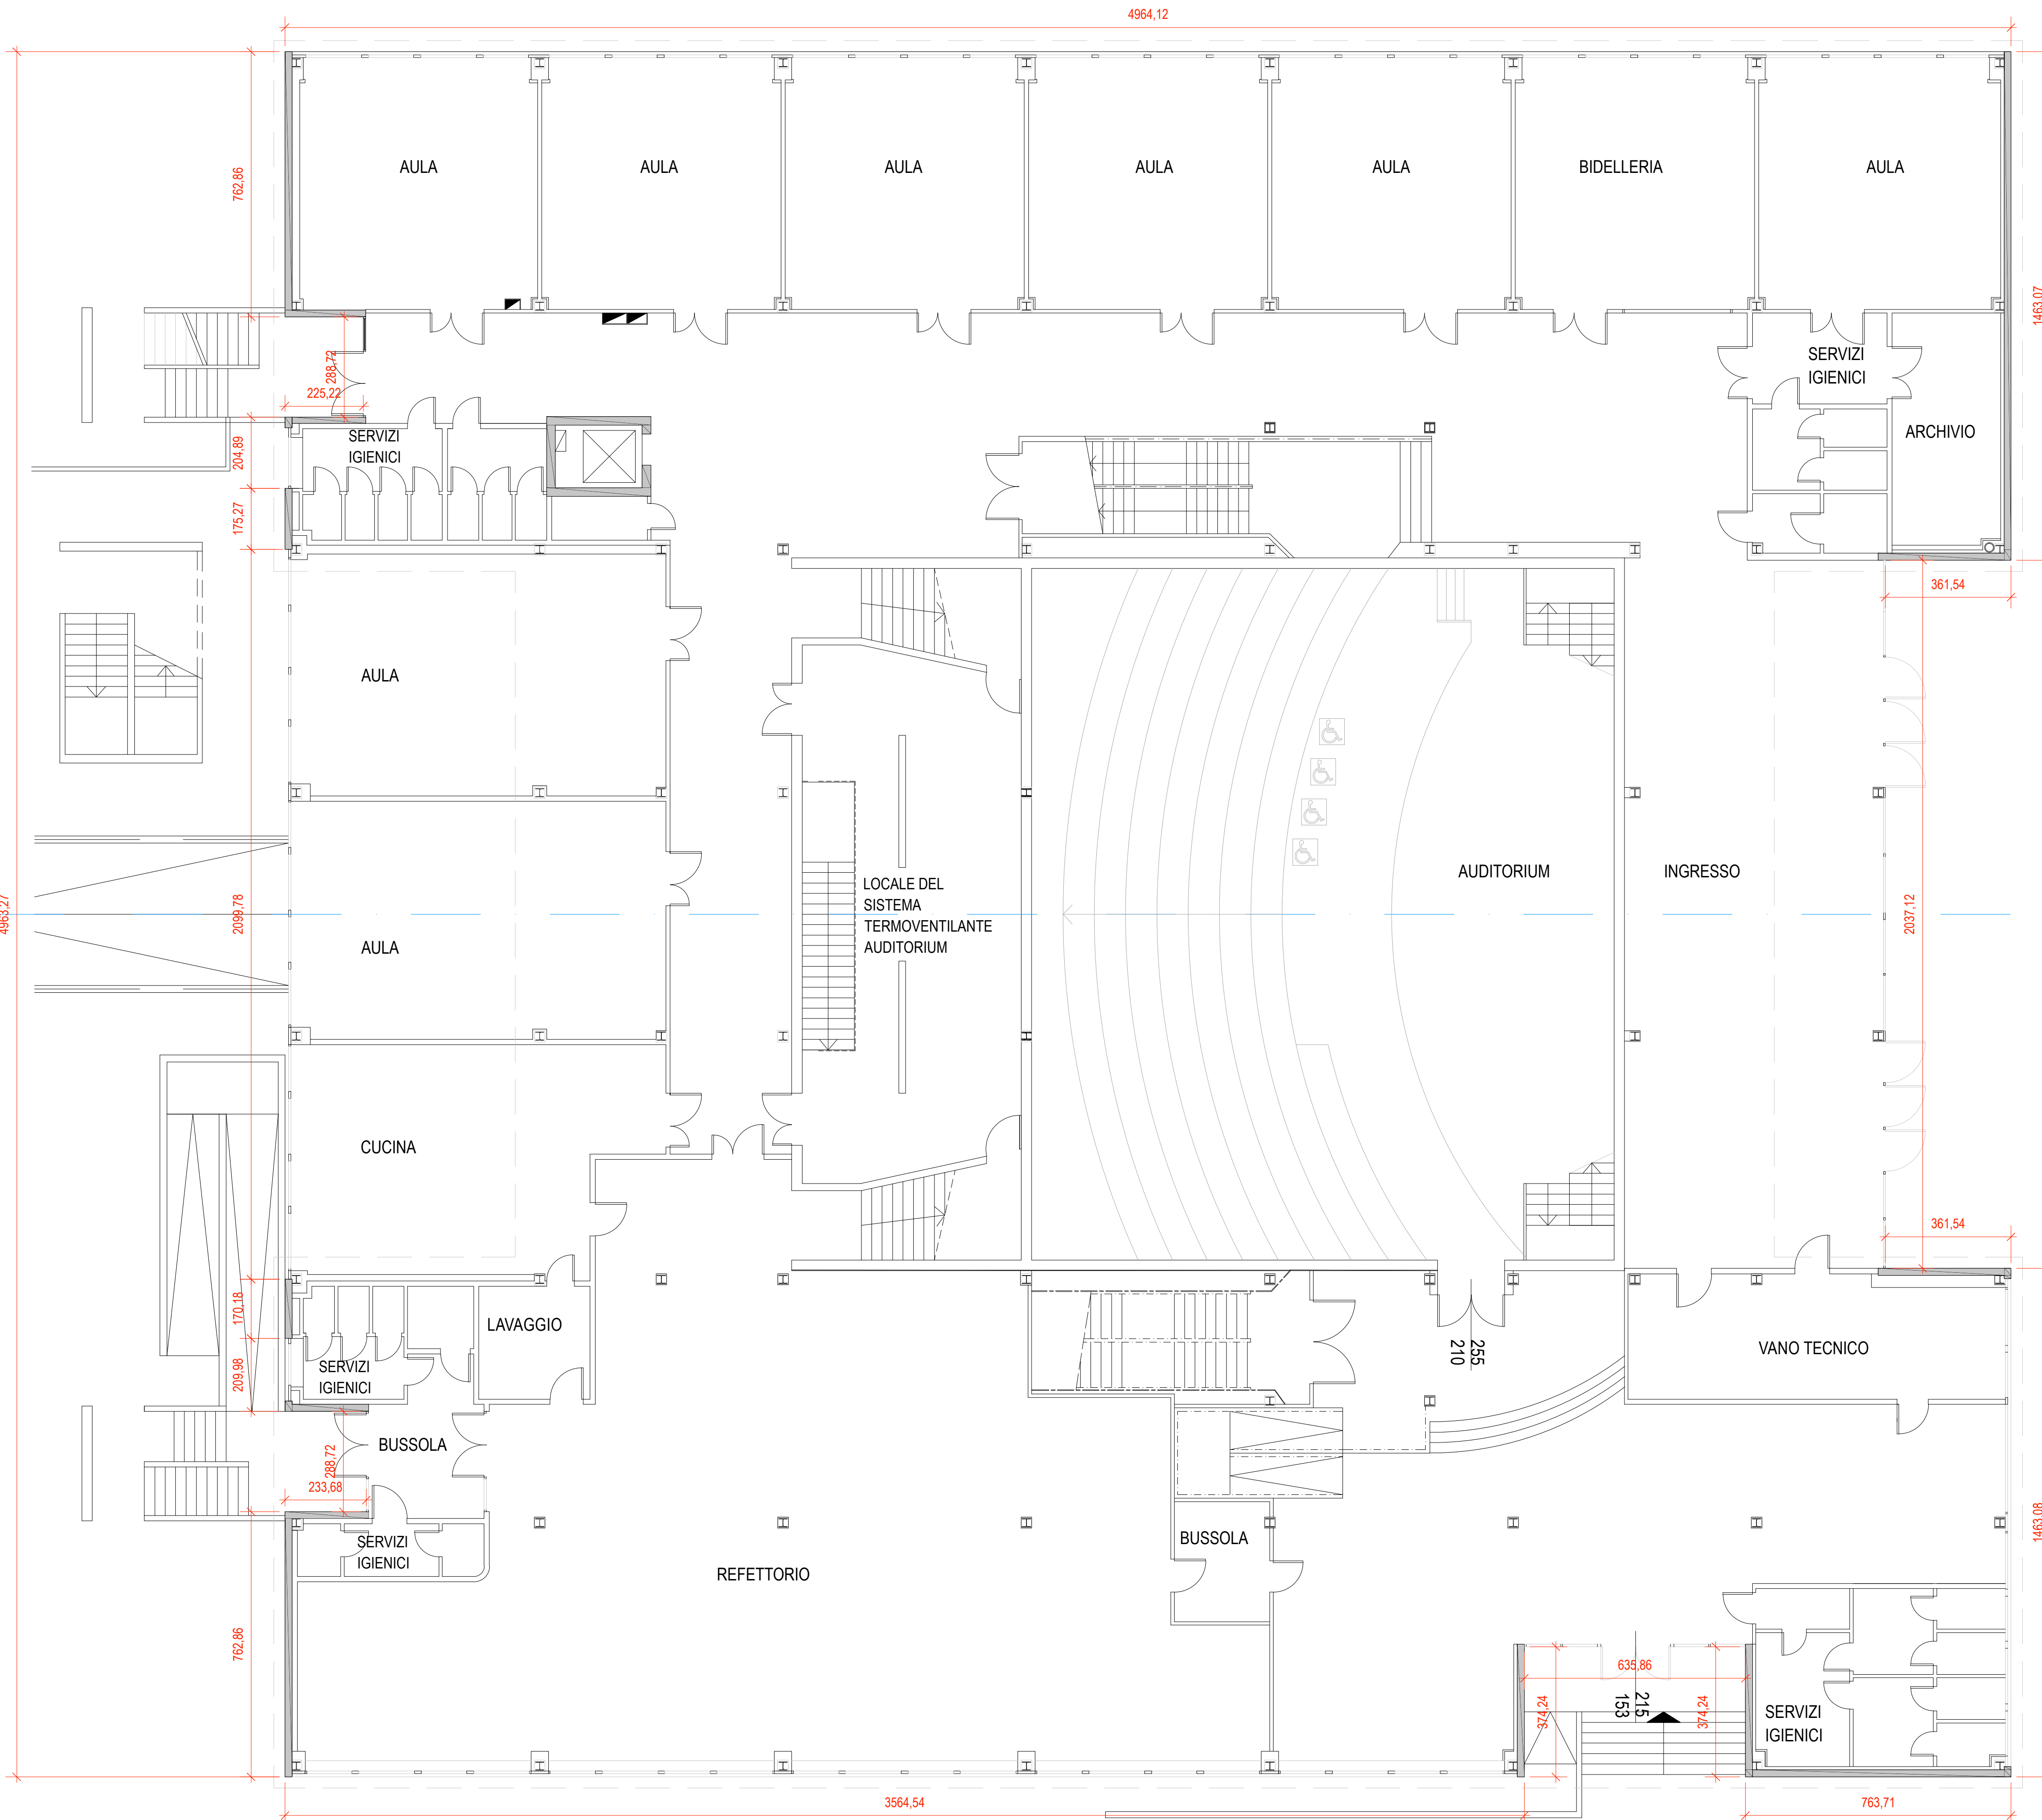 4964,12
AULA
AULA
AULA
AULA
AULA
BIDELLERIA
AULA
762,86
1463,07
288,72
225,22
SERVIZI
IGIENICI
SERVIZI
IGIENICI
ARCHIVIO
204,89
175,27
361,54
AULA
4963,27
2099,78
AULA
LOCALE DEL
SISTEMA
TERMOVENTILANTE
AUDITORIUM
AUDITORIUM
INGRESSO
2037,12
CUCINA
361,54
170,18
209,98
LAVAGGIO
SERVIZI
IGIENICI
255
210
VANO TECNICO
BUSSOLA
288,72
233,68
SERVIZI
IGIENICI
BUSSOLA
1463,08
REFETTORIO
762,86
635,86
374,24
215
153
374,24
SERVIZI
IGIENICI
3564,54
763,71